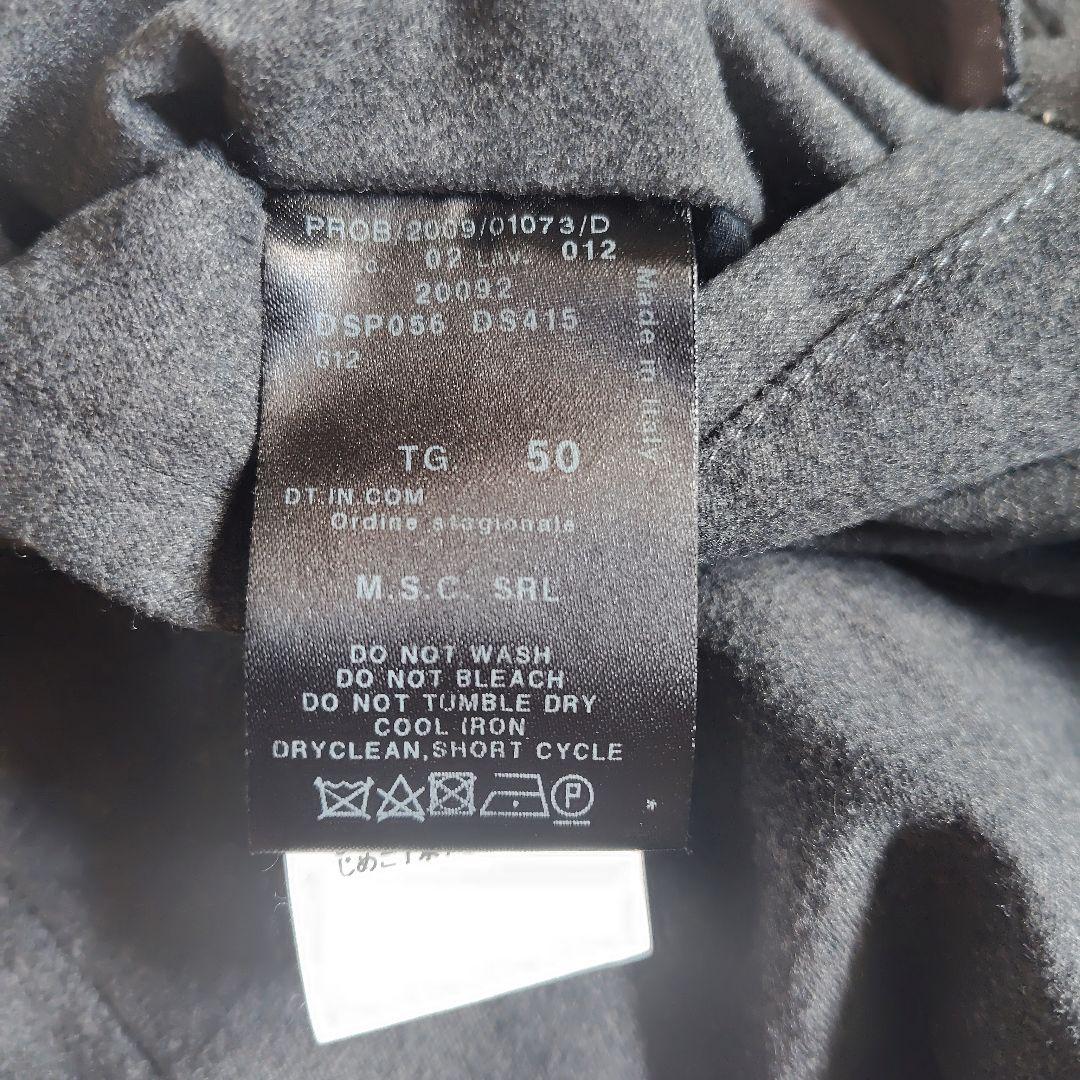 PROB 2009/01073/D
02 Lav. 012
20092
DSP056 DS415
612
Made in Italy
TG. 50
DT.IN.COM
Ordine stagionale
M.S.C. SRL
DO NOT WASH
DO NOT BLEACH
DO NOT TUMBLE DRY
COOL IRON
DRYCLEAN,SHORT CYCLE
P
*